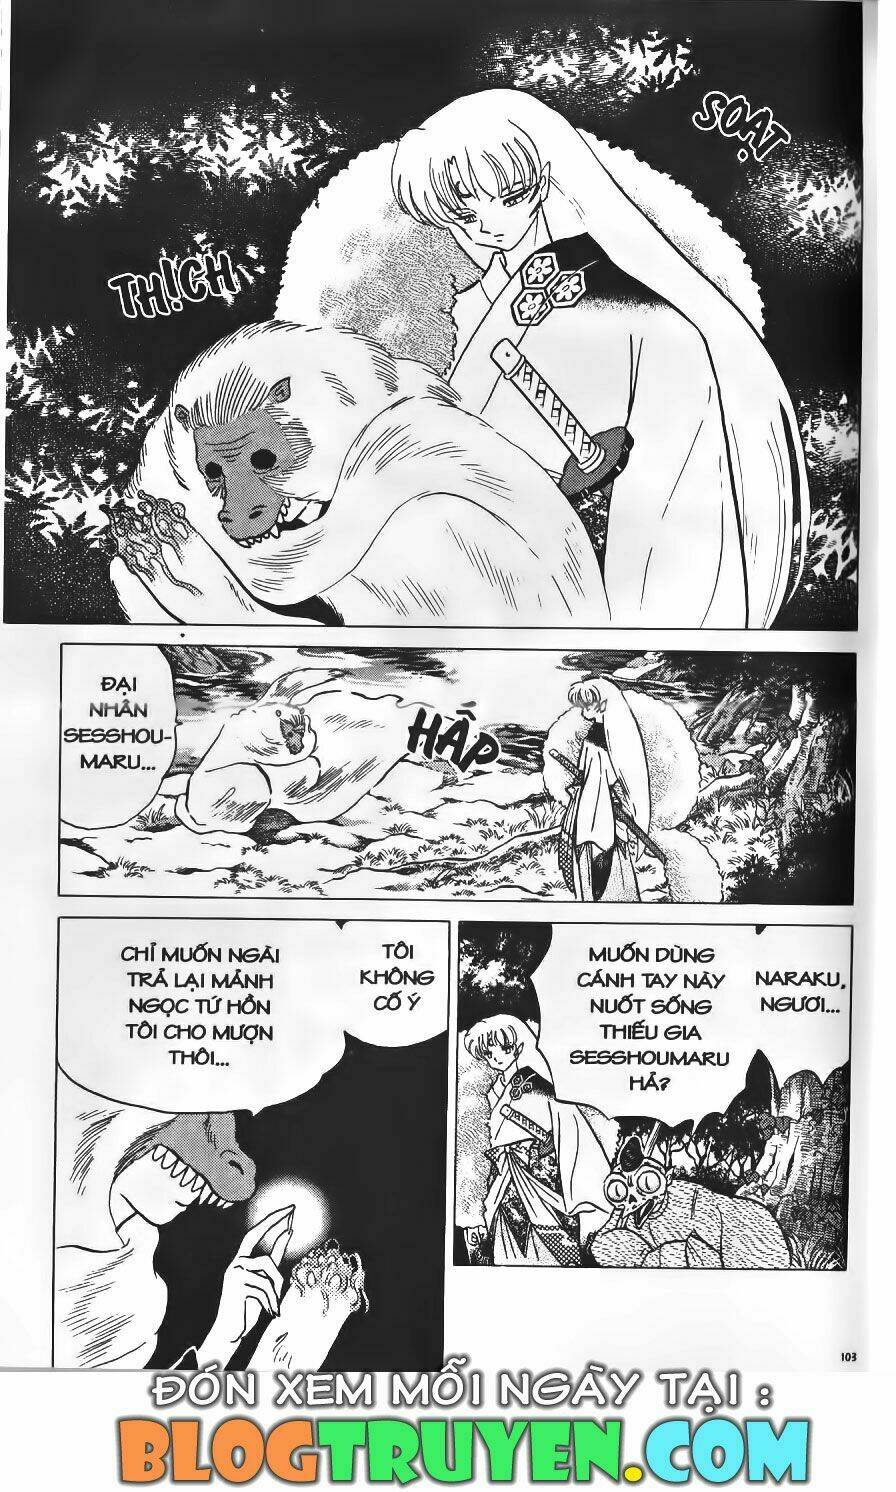 SOẠT
THỊCH
ĐẠI
NHÂN
SESSHOU-
MARU...
HẤP
NARAKU,
NGƯƠI...
MUỐN DÙNG
CÁNH TAY NÀY
NUỐT SỐNG
THIẾU GIA
SESSHOUMARU
HẢ?
TÔI
KHÔNG
CỐ Ý
CHỈ MUỐN NGÀI
TRẢ LẠI MẢNH
NGỌC TỨ HỒN
TÔI CHO MƯỢN
THÔI...
103
ĐÓN XEM MỖI NGÀY TẠI :
BLOGTRUYEN.COM